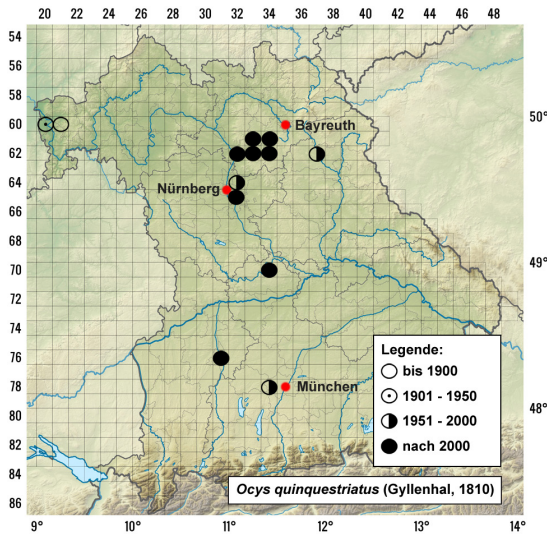 20 22 24 26 28 30 32 34 36 38 40 42 44 46 48
54
56
58
60
62
64
66
68
70
72
74
76
78
80
82
84
86
50°
49°
48°
Bayreuth
Nürnberg
München
Legende:
bis 1900
1901 - 1950
1951 - 2000
nach 2000
Ocys quinquestriatus (Gyllenhal, 1810)
9° 10° 11° 12° 13° 14°